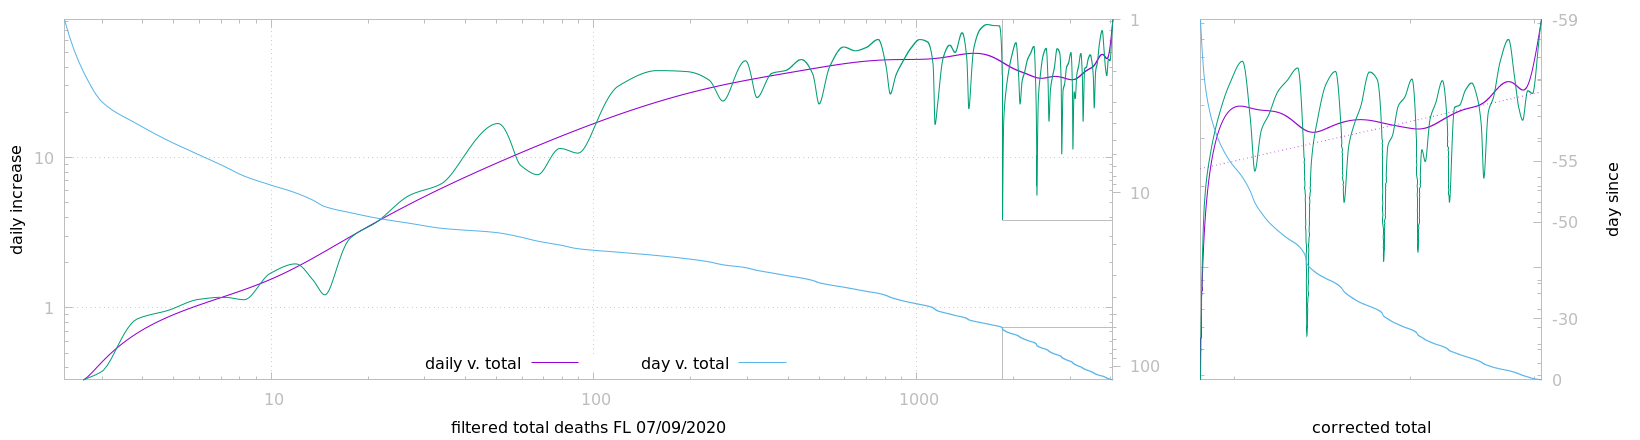 daily increase
10
1
daily v. total
day v. total
10
100
1000
filtered total deaths FL 07/09/2020
1
10
100
-59
-55
-50
-30
0
day since
corrected total